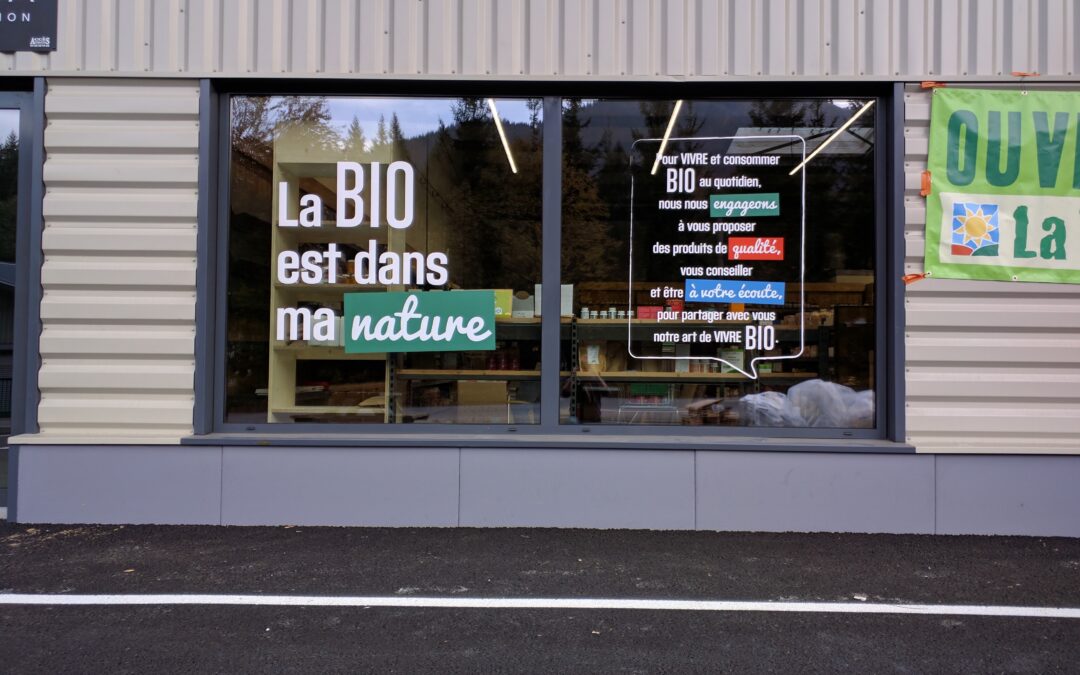 ION
La BIO
est dans
ma nature
Pour VIVRE et consommer
BIO au quotidien,
nous nous engageons
à vous proposer
des produits de qualité,
vous conseiller
et être à votre écoute,
pour partager avec vous
notre art de VIVRE BIO.
OUV
La